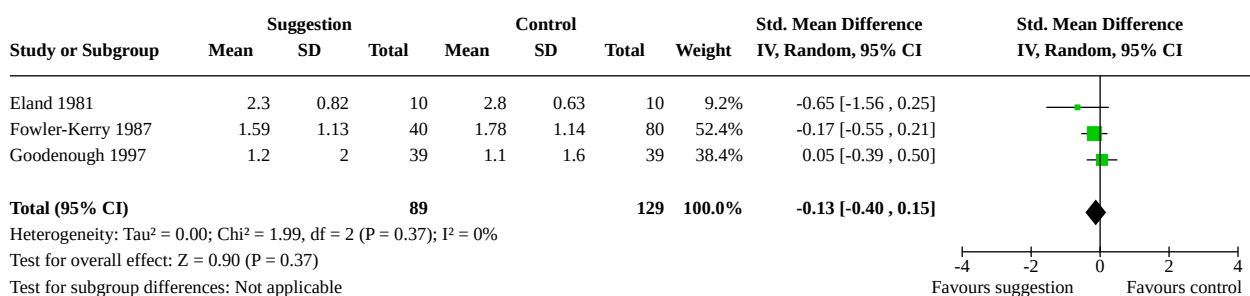 Suggestion Control Std. Mean Difference Std. Mean Difference
Study or Subgroup Mean SD Total Mean SD Total Weight IV, Random, 95% CI IV, Random, 95% CI
Eland 1981 2.3 0.82 10 2.8 0.63 10 9.2% -0.65 [-1.56 , 0.25]
Fowler-Kerry 1987 1.59 1.13 40 1.78 1.14 80 52.4% -0.17 [-0.55 , 0.21]
Goodenough 1997 1.2 2 39 1.1 1.6 39 38.4% 0.05 [-0.39 , 0.50]
Total (95% CI) 89 129 100.0% -0.13 [-0.40 , 0.15]
Heterogeneity: Tau² = 0.00; Chi² = 1.99, df = 2 (P = 0.37); I² = 0%
Test for overall effect: Z = 0.90 (P = 0.37)
-4 -2 0 2 4
Test for subgroup differences: Not applicable Favours suggestion Favours control